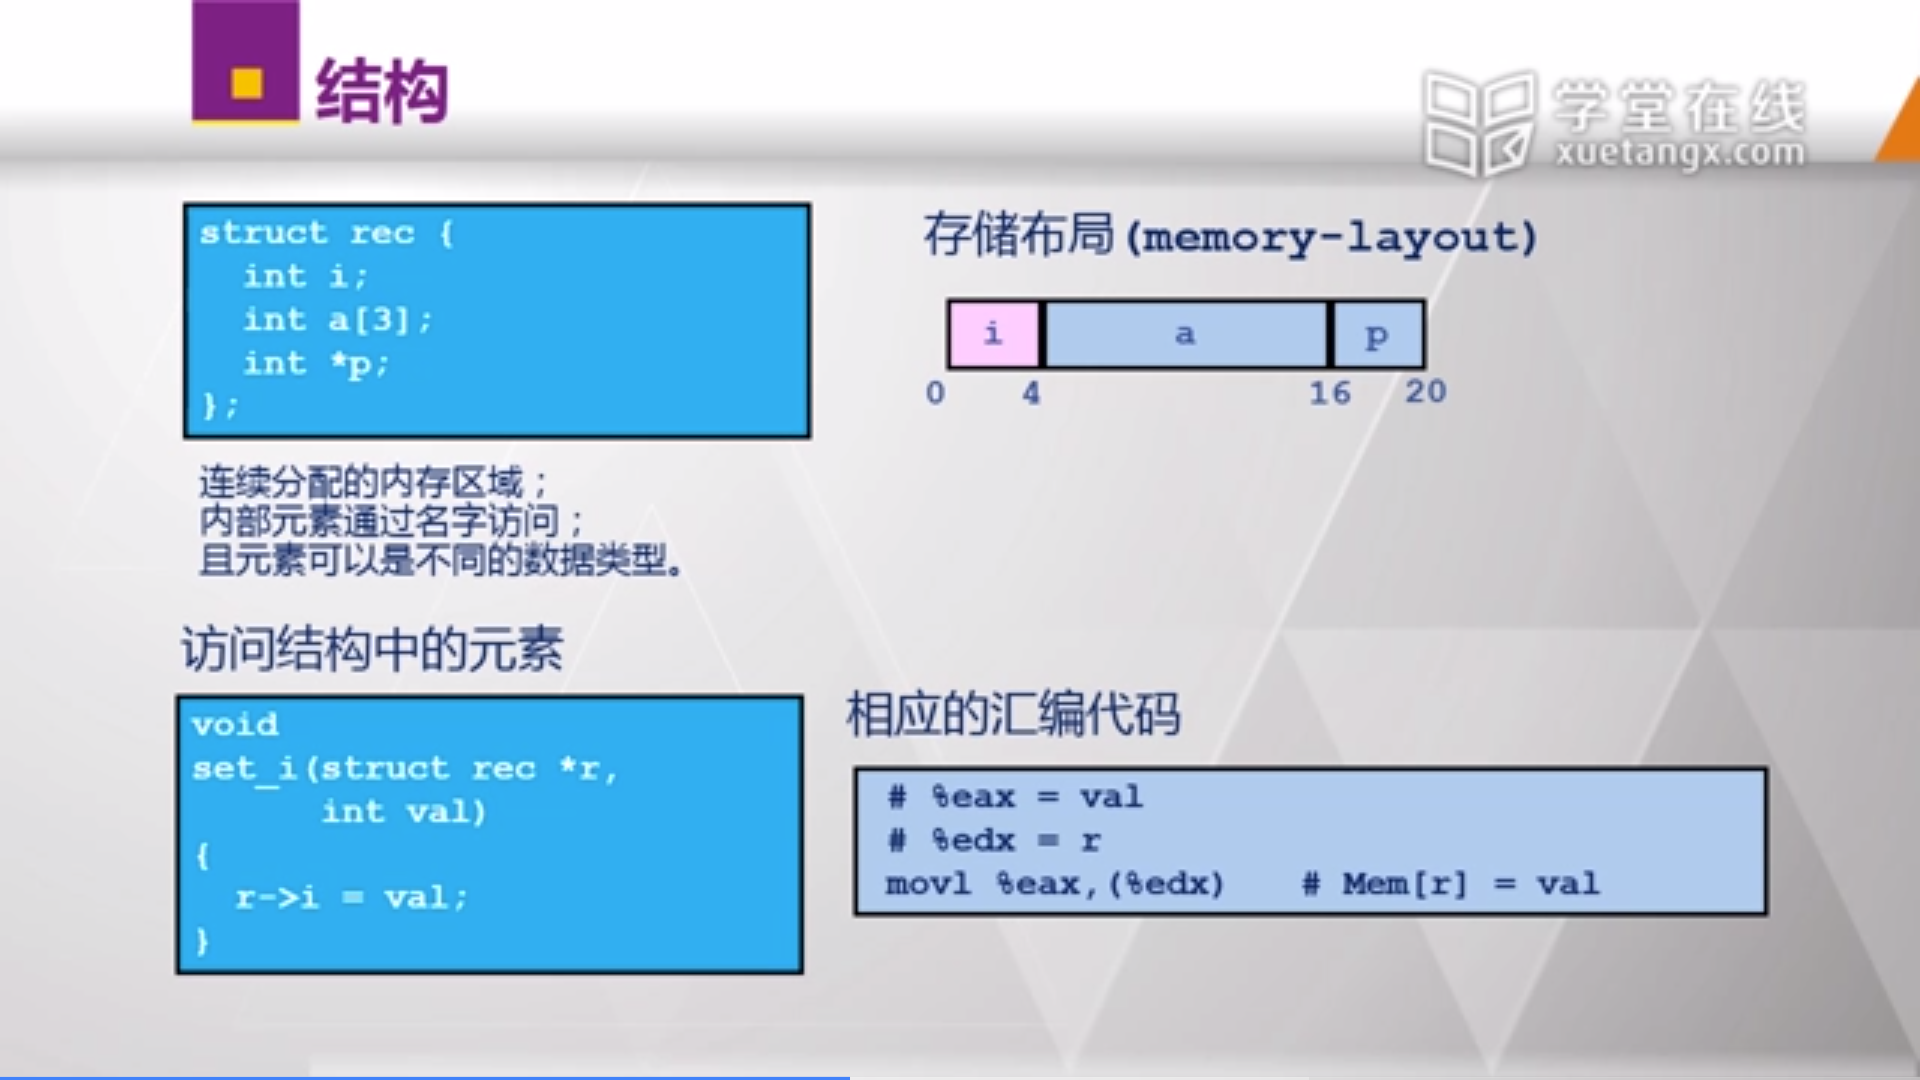 结构
学堂在线
xuetangx.com
struct rec {
  int i;
  int a[3];
  int *p;
};
连续分配的内存区域；
内部元素通过名字访问；
且元素可以是不同的数据类型。
存储布局(memory-layout)
i a p
0 4 16 20
访问结构中的元素
void
set_i(struct rec *r,
      int val)
{
  r->i = val;
}
相应的汇编代码
# %eax = val
# %edx = r
movl %eax,(%edx)    # Mem[r] = val